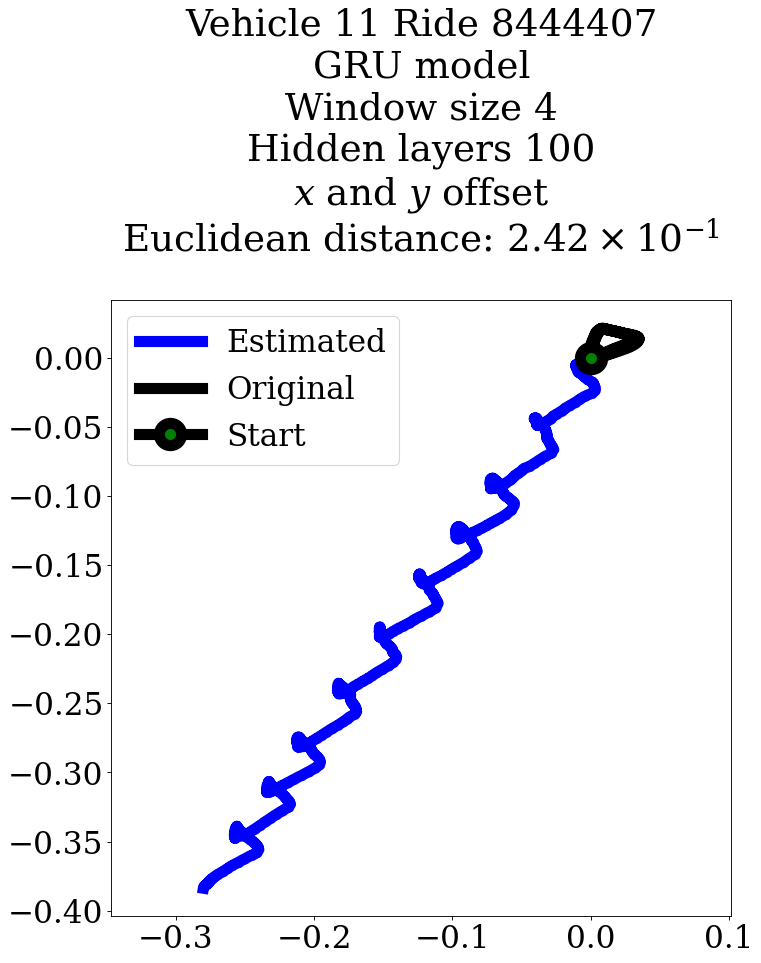 Vehicle 11 Ride 8444407
GRU model
Window size 4
Hidden layers 100
x and y offset
Euclidean distance: 2.42 × 10⁻¹
Estimated
Original
Start
0.00
−0.05
−0.10
−0.15
−0.20
−0.25
−0.30
−0.35
−0.40
−0.3
−0.2
−0.1
0.0
0.1